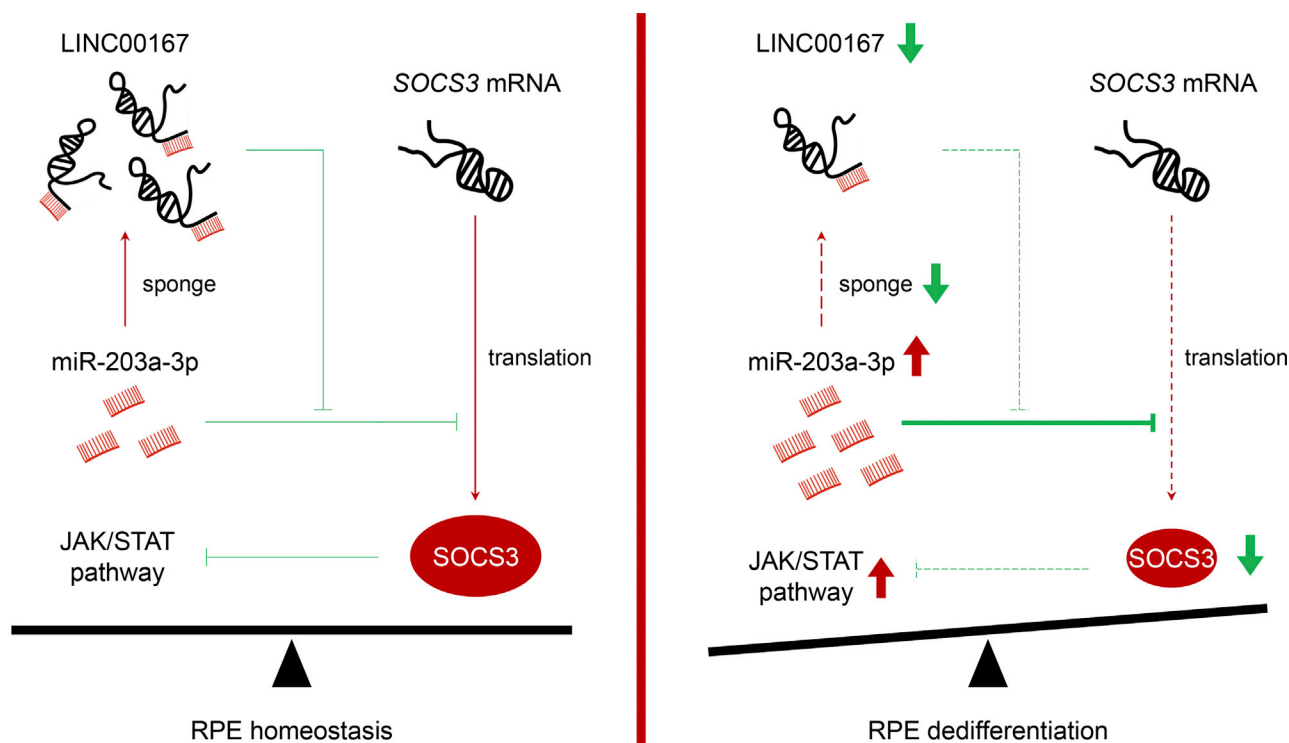 LINC00167
SOCS3 mRNA
sponge
translation
miR-203a-3p
JAK/STAT
pathway
SOCS3
RPE homeostasis
LINC00167
SOCS3 mRNA
sponge
miR-203a-3p
translation
JAK/STAT
pathway
SOCS3
RPE dedifferentiation